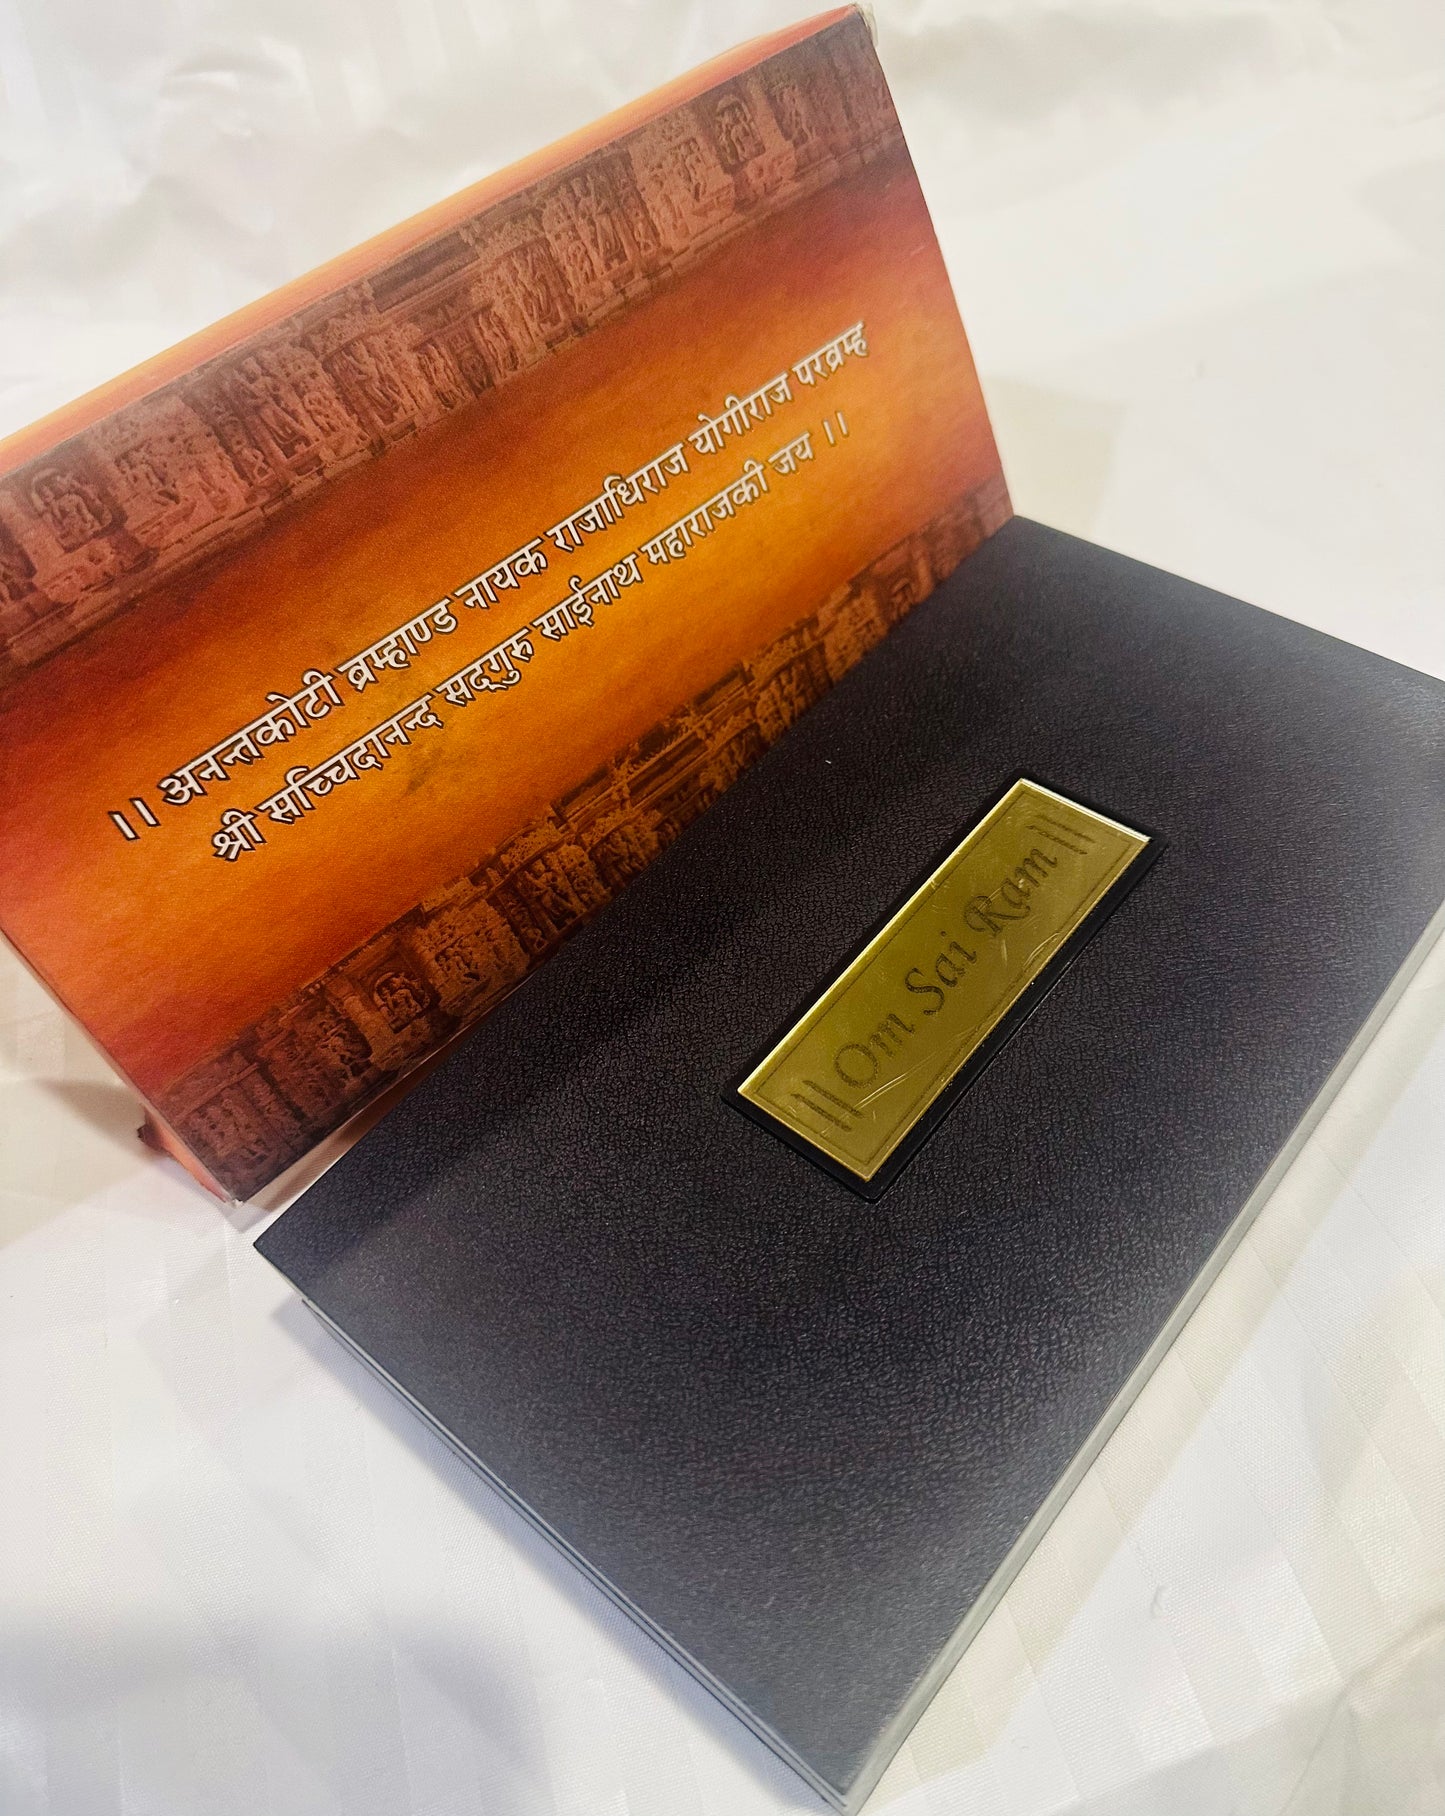 ।। अनन्तकोटी ब्रम्हाण्ड नायक राजाधिराज योगीराज परब्रम्ह
श्री सच्चिदानन्द सद्‌गुरु साईनाथ महाराजकी जय ।।
|| Om Sai Ram ||